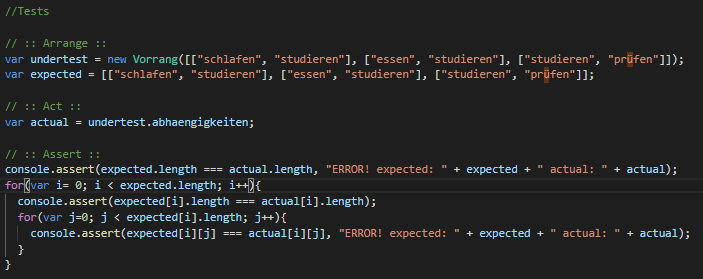 //Tests
// :: Arrange ::
var undertest = new Vorrang([["schlafen", "studieren"], ["essen", "studieren"], ["studieren", "prüfen"]]);
var expected = [["schlafen", "studieren"], ["essen", "studieren"], ["studieren", "prüfen"]];
// :: Act ::
var actual = undertest.abhaengigkeiten;
// :: Assert ::
console.assert(expected.length === actual.length, "ERROR! expected: " + expected + " actual: " + actual);
for(var i= 0; i < expected.length; i++){
  console.assert(expected[i].length === actual[i].length);
  for(var j=0; j < expected[i].length; j++){
    console.assert(expected[i][j] === actual[i][j], "ERROR! expected: " + expected + " actual: " + actual);
  }
}